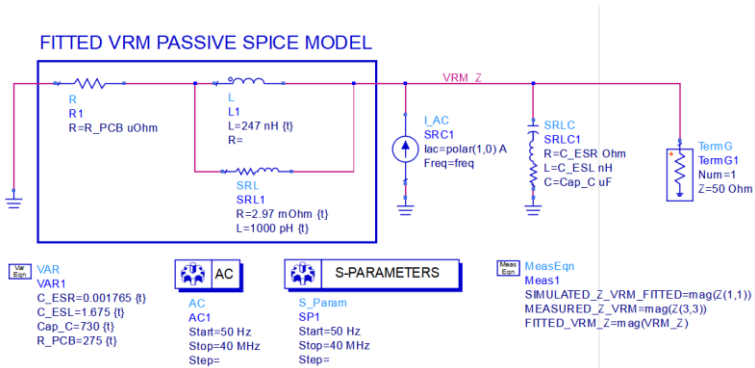 FITTED VRM PASSIVE SPICE MODEL
R
R1
R=R_PCB uOhm
L
L1
L=247 nH {t}
R=
SRL
SRL1
R=2.97 mOhm {t}
L=1000 pH {t}
VRM_Z
I_AC
SRC1
Iac=polar(1,0) A
Freq=freq
SRLC
SRLC1
R=C_ESR Ohm
L=C_ESL nH
C=Cap_C uF
TermG
TermG1
Num=1
Z=50 Ohm
Var
Eqn
VAR
VAR1
C_ESR=0.001765 {t}
C_ESL=1.675 {t}
Cap_C=730 {t}
R_PCB=275 {t}
AC
AC
AC1
Start=50 Hz
Stop=40 MHz
Step=
S-PARAMETERS
S_Param
SP1
Start=50 Hz
Stop=40 MHz
Step=
Meas
Eqn
MeasEqn
Meas1
SIMULATED_Z_VRM_FITTED=mag(Z(1,1))
MEASURED_Z_VRM=mag(Z(3,3))
FITTED_VRM_Z=mag(VRM_Z)